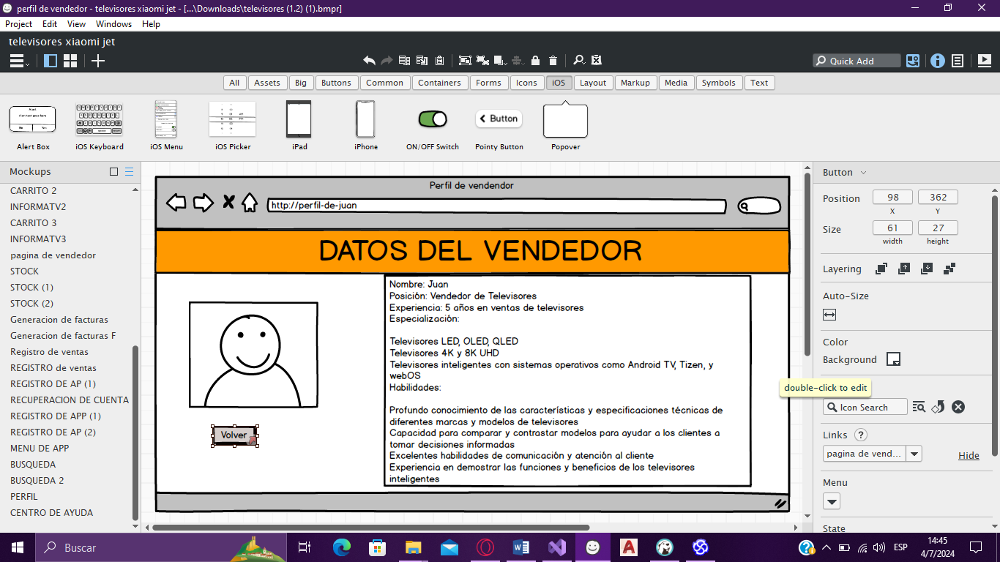 perfil de vendedor - televisores xiaomi jet - [...\Downloads\televisores (1.2) (1).bmpr]
Project Edit View Windows Help
televisores xiaomi jet
Quick Add
All Assets Big Buttons Common Containers Forms Icons iOS Layout Markup Media Symbols Text
Alert Box iOS Keyboard iOS Menu iOS Picker iPad iPhone ON/OFF Switch Pointy Button Popover
Button
Mockups
CARRITO 2
INFORMATV2
CARRITO 3
INFORMATV3
pagina de vendedor
STOCK
STOCK (1)
STOCK (2)
Generacion de facturas
Generacion de facturas F
Registro de ventas
REGISTRO de ventas
REGISTRO DE AP (1)
RECUPERACION DE CUENTA
REGISTRO DE APP (1)
REGISTRO DE AP (2)
MENU DE APP
BUSQUEDA
BUSQUEDA 2
PERFIL
CENTRO DE AYUDA
Perfil de vendendor
http://perfil-de-juan
DATOS DEL VENDEDOR
Nombre: Juan
Posición: Vendedor de Televisores
Experiencia: 5 años en ventas de televisores
Especialización:
Televisores LED, OLED, QLED
Televisores 4K y 8K UHD
Televisores inteligentes con sistemas operativos como Android TV, Tizen, y
webOS
Habilidades:
Profundo conocimiento de las características y especificaciones técnicas de
diferentes marcas y modelos de televisores
Capacidad para comparar y contrastar modelos para ayudar a los clientes a
tomar decisiones informadas
Excelentes habilidades de comunicación y atención al cliente
Experiencia en demostrar las funciones y beneficios de los televisores
inteligentes
Volver
Button
Position 98 362
X Y
Size 61 27
width height
Layering
Auto-Size
Color
Background
double-click to edit
Icon Search
Links ?
pagina de vend... Hide
Menu
State
Buscar
ESP
14:45
4/7/2024